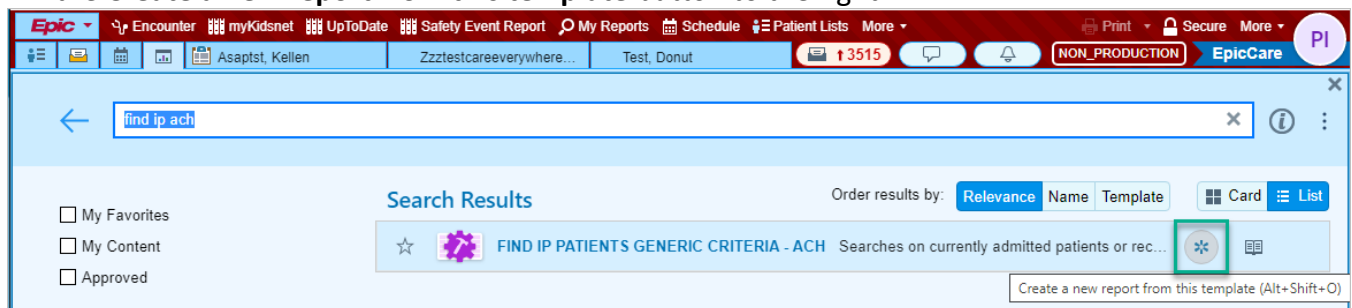 Epic Encounter myKidsnet UpToDate Safety Event Report My Reports Schedule Patient Lists More Print Secure More PI
Asaptst, Kellen Zzztestcareeverywhere... Test, Donut 3515 NON_PRODUCTION EpicCare
find ip ach
Search Results Order results by: Relevance Name Template Card List
My Favorites
FIND IP PATIENTS GENERIC CRITERIA - ACH Searches on currently admitted patients or rec...
My Content
Approved
Create a new report from this template (Alt+Shift+O)